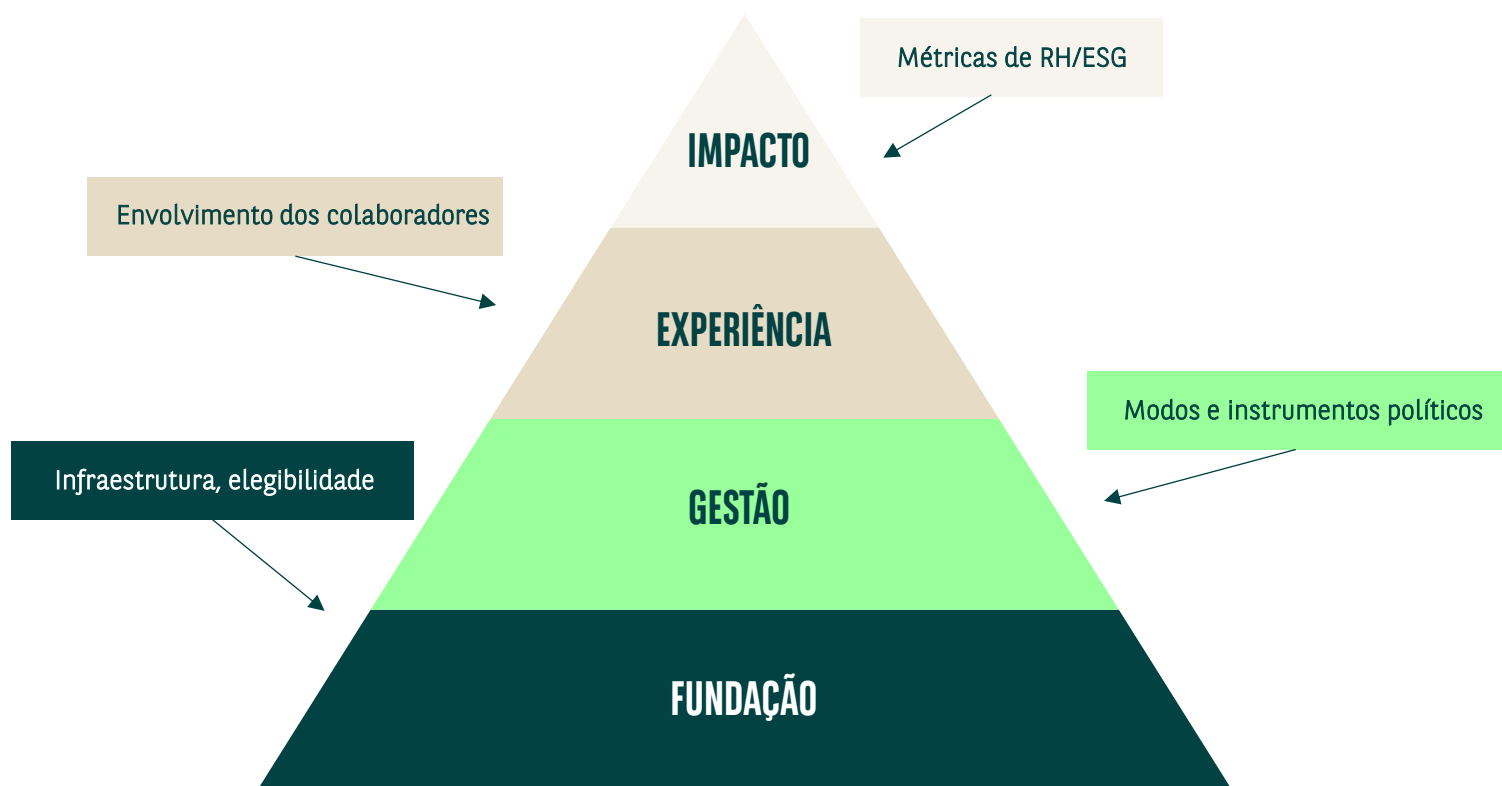 Métricas de RH/ESG
IMPACTO
Envolvimento dos colaboradores
EXPERIÊNCIA
Modos e instrumentos políticos
Infraestrutura, elegibilidade
GESTÃO
FUNDAÇÃO